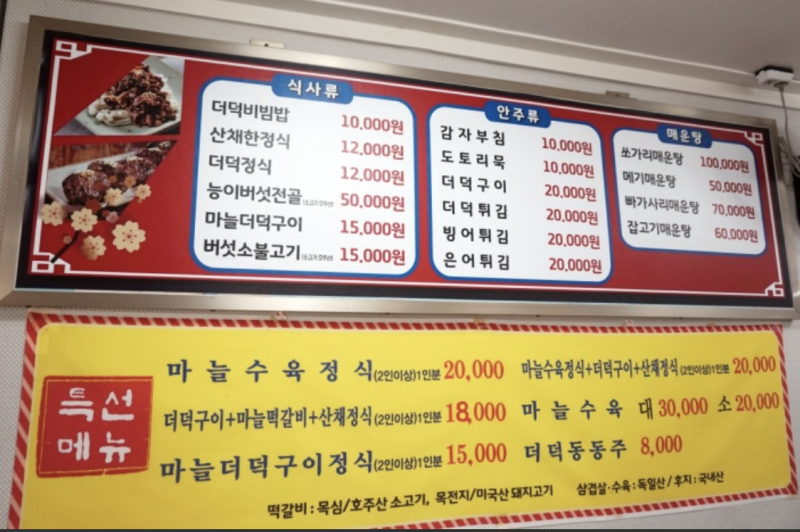 식사류
더덕비빔밥 10,000원
산채한정식 12,000원
더덕정식 12,000원
능이버섯전골(소고기:호주산) 50,000원
마늘더덕구이 15,000원
버섯소불고기(소고기:호주산) 15,000원
안주류
감자부침 10,000원
도토리묵 10,000원
더덕구이 20,000원
더덕튀김 20,000원
빙어튀김 20,000원
은어튀김 20,000원
매운탕
쏘가리매운탕 100,000원
메기매운탕 50,000원
빠가사리매운탕 70,000원
잡고기매운탕 60,000원
특선
메뉴
마늘수육정식(2인이상)1인분 20,000
더덕구이+마늘떡갈비+산채정식(2인이상)1인분 18,000
마늘더덕구이정식(2인이상)1인분 15,000
마늘수육정식+더덕구이+산채정식(2인이상)1인분 20,000
마늘수육 대 30,000 소 20,000
더덕동동주 8,000
떡갈비 : 목심/호주산 소고기, 목전지/미국산 돼지고기 삼겹살·수육 : 독일산 / 후지 : 국내산